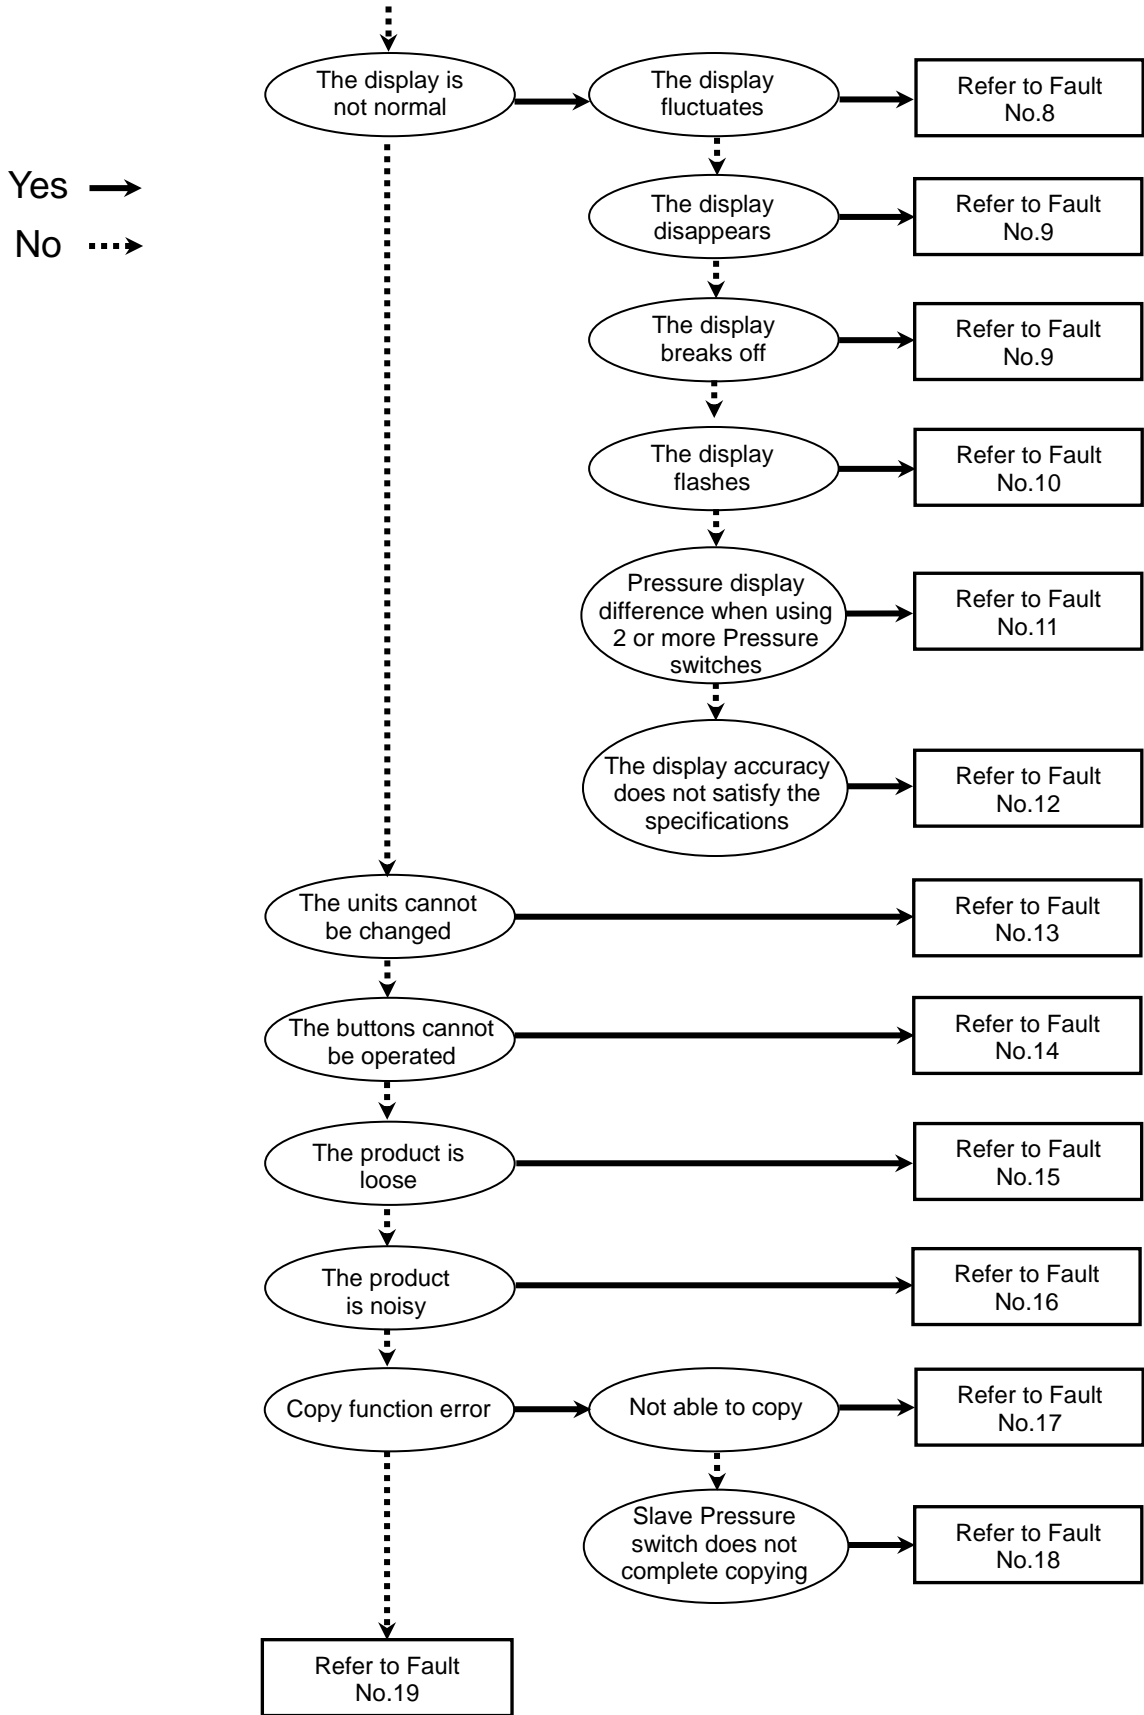 The display is
not normal
The display
fluctuates
Refer to Fault
No.8
Yes
No
The display
disappears
Refer to Fault
No.9
The display
breaks off
Refer to Fault
No.9
The display
flashes
Refer to Fault
No.10
Pressure display
difference when using
2 or more Pressure
switches
Refer to Fault
No.11
The display accuracy
does not satisfy the
specifications
Refer to Fault
No.12
The units cannot
be changed
Refer to Fault
No.13
The buttons cannot
be operated
Refer to Fault
No.14
The product is
loose
Refer to Fault
No.15
The product
is noisy
Refer to Fault
No.16
Copy function error
Not able to copy
Refer to Fault
No.17
Slave Pressure
switch does not
complete copying
Refer to Fault
No.18
Refer to Fault
No.19